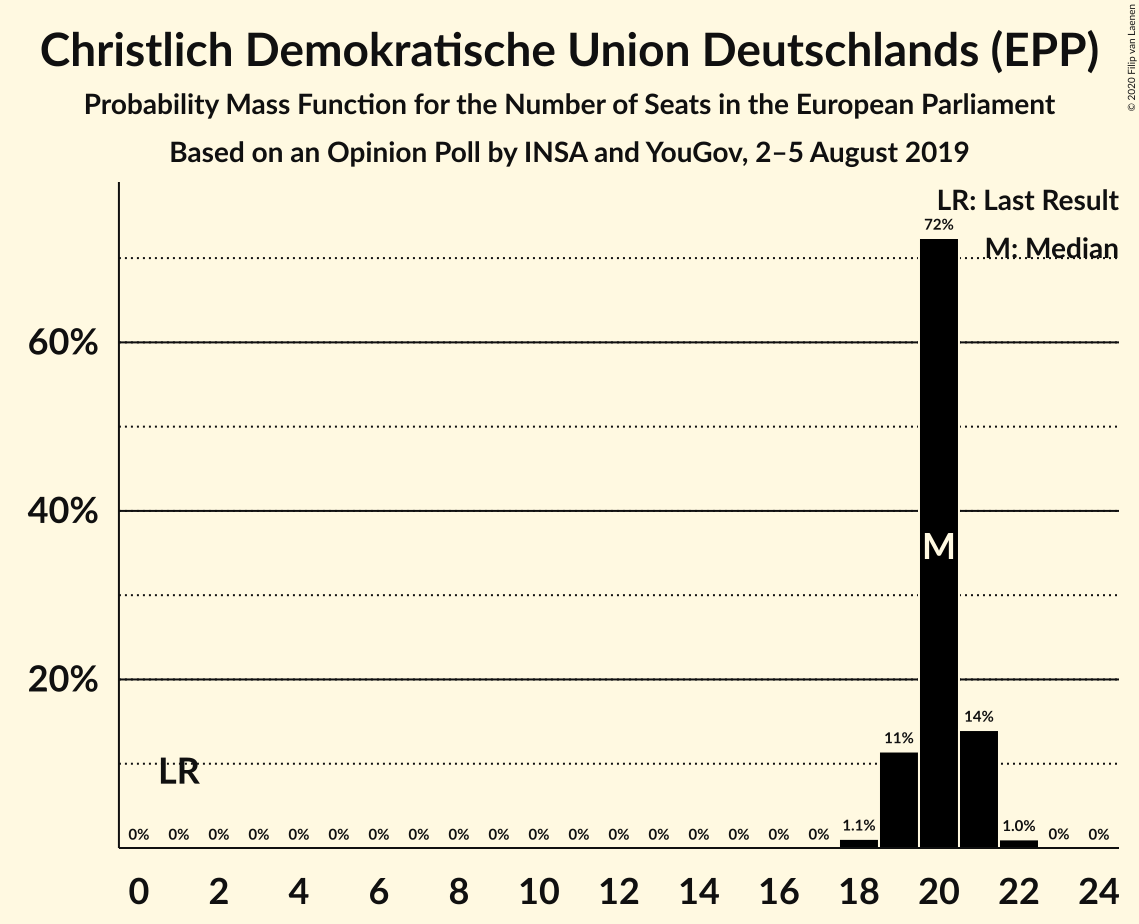 Christlich Demokratische Union Deutschlands (EPP)
Probability Mass Function for the Number of Seats in the European Parliament
Based on an Opinion Poll by INSA and YouGov, 2–5 August 2019
© 2020 Filip van Laenen
LR: Last Result
M: Median
72%
60%
40%
M
20%
14%
11%
LR
0% 0% 0% 0% 0% 0% 0% 0% 0% 0% 0% 0% 0% 0% 0% 0% 0% 0% 1.1% 1.0% 0% 0%
0 2 4 6 8 10 12 14 16 18 20 22 24